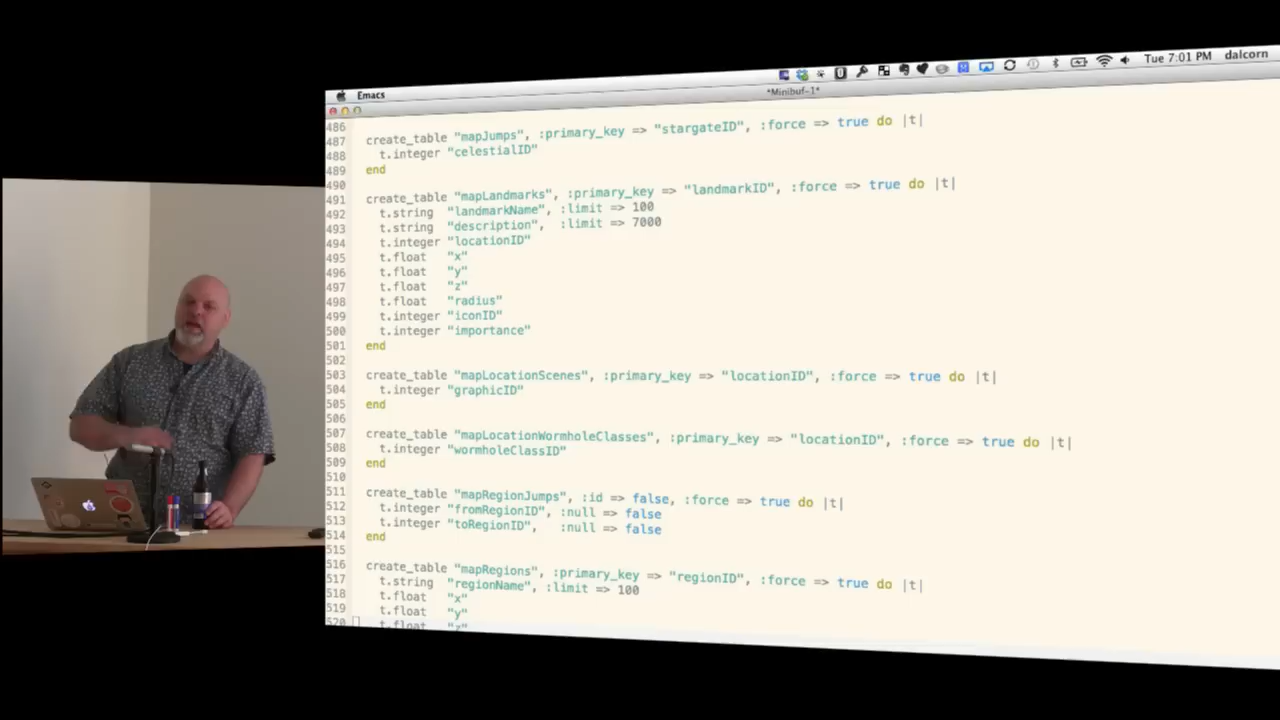 Emacs
Tue 7:01 PM dalcorn
*Minibuf-1*
486
487 create_table "mapJumps", :primary_key => "stargateID", :force => true do |t|
488 t.integer "celestialID"
489 end
490
491 create_table "mapLandmarks", :primary_key => "landmarkID", :force => true do |t|
492 t.string "landmarkName", :limit => 100
493 t.string "description", :limit => 7000
494 t.integer "locationID"
495 t.float "x"
496 t.float "y"
497 t.float "z"
498 t.float "radius"
499 t.integer "iconID"
500 t.integer "importance"
501 end
502
503 create_table "mapLocationScenes", :primary_key => "locationID", :force => true do |t|
504 t.integer "graphicID"
505 end
506
507 create_table "mapLocationWormholeClasses", :primary_key => "locationID", :force => true do |t|
508 t.integer "wormholeClassID"
509 end
510
511 create_table "mapRegionJumps", :id => false, :force => true do |t|
512 t.integer "fromRegionID", :null => false
513 t.integer "toRegionID", :null => false
514 end
515
516 create_table "mapRegions", :primary_key => "regionID", :force => true do |t|
517 t.string "regionName", :limit => 100
518 t.float "x"
519 t.float "y"
520 t.float "z"